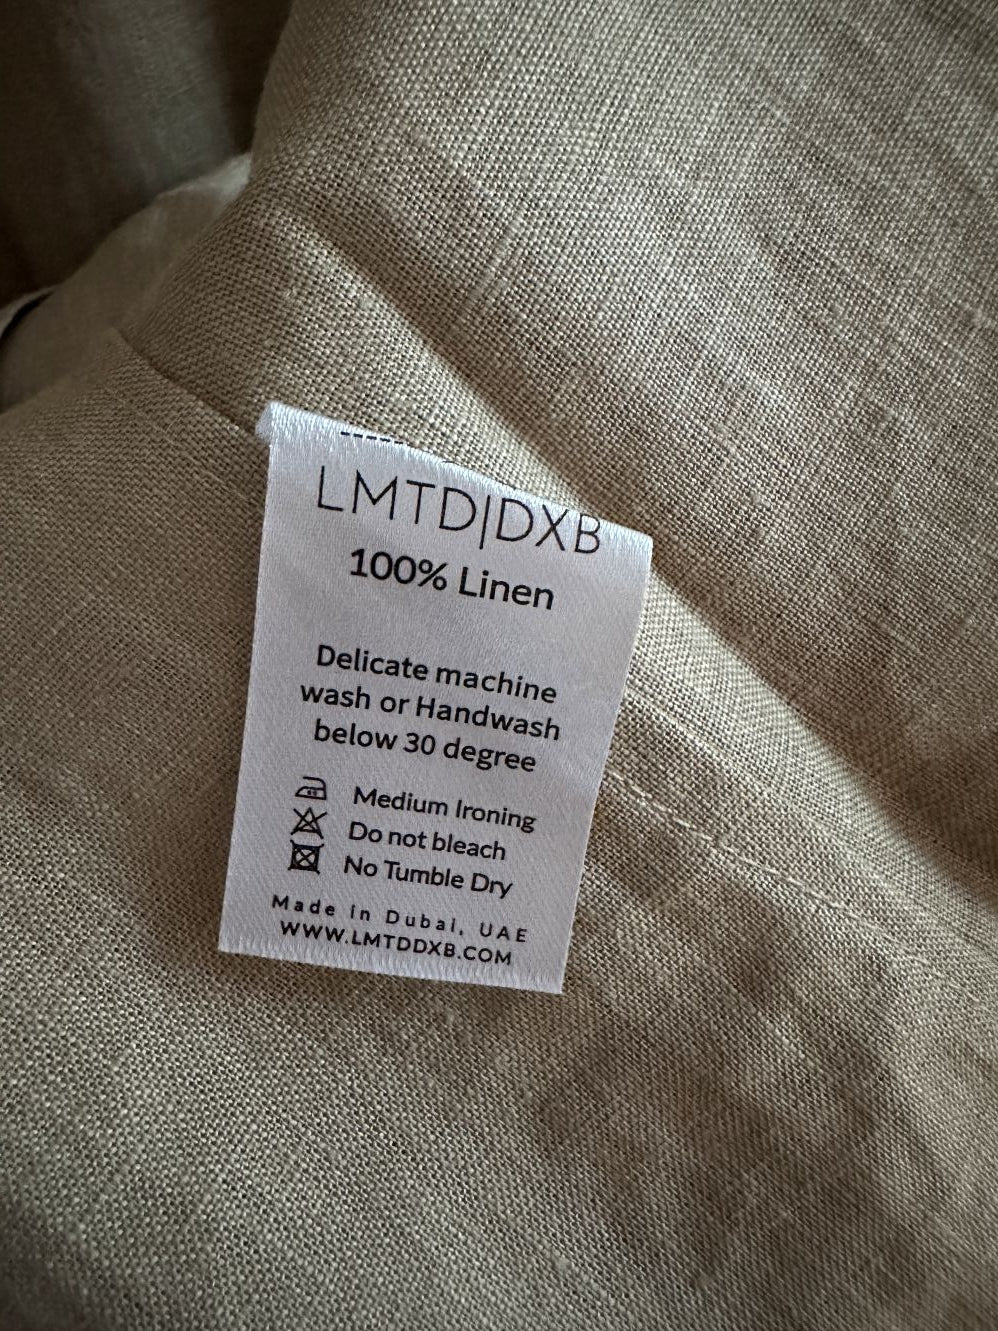 LMTD|DXB
100% Linen
Delicate machine
wash or Handwash
below 30 degree
Medium Ironing
Do not bleach
No Tumble Dry
Made in Dubai, UAE
WWW.LMTDDXB.COM